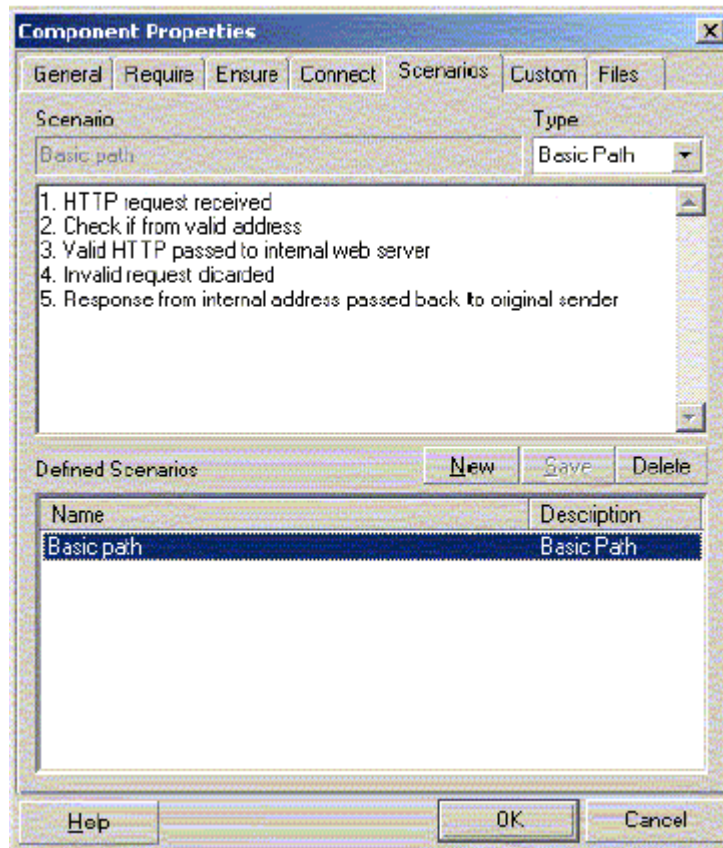 Component Properties
General Require Ensure Connect Scenarios Custom Files
Scenario Type
Basic path Basic Path
1. HTTP request received
2. Check if from valid address
3. Valid HTTP passed to internal web server
4. Invalid request dicarded
5. Response from internal address passed back to original sender
Defined Scenarios New Save Delete
Name Description
Basic path Basic Path
Help OK Cancel